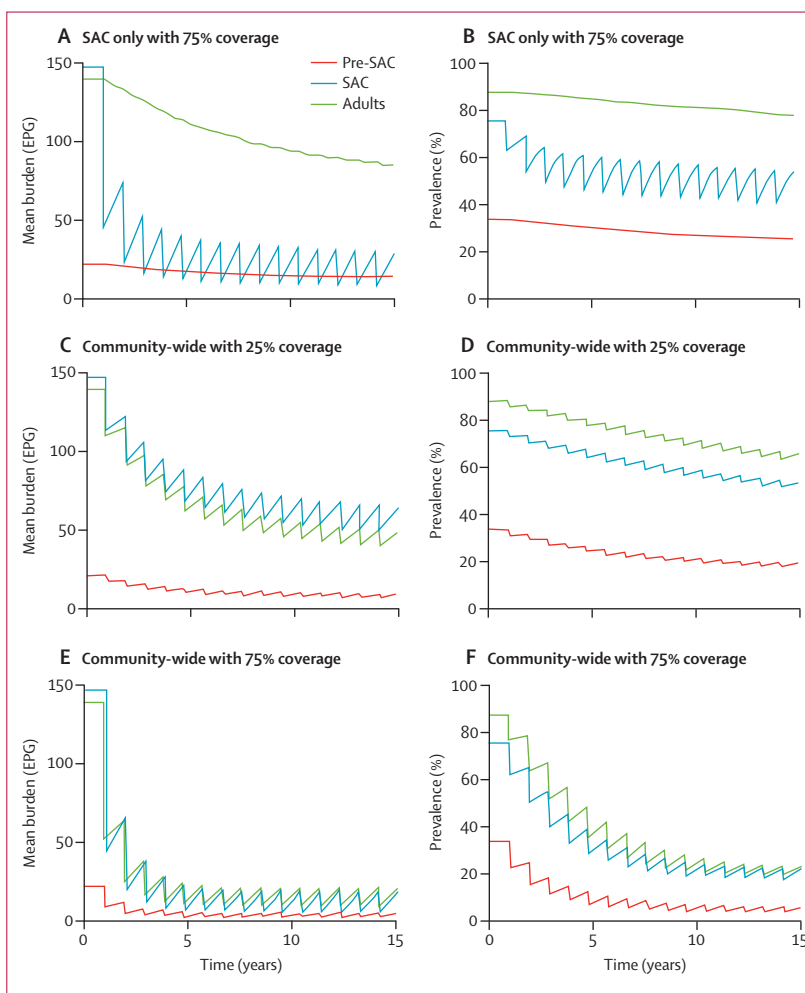 A SAC only with 75% coverage
Mean burden (EPG)
150
100
50
0
0
5
10
15
Pre-SAC
SAC
Adults
B SAC only with 75% coverage
Prevalence (%)
100
80
60
40
20
0
C Community-wide with 25% coverage
Mean burden (EPG)
150
100
50
0
D Community-wide with 25% coverage
Prevalence (%)
100
80
60
40
20
0
E Community-wide with 75% coverage
Mean burden (EPG)
150
100
50
0
0
5
10
15
Time (years)
F Community-wide with 75% coverage
Prevalence (%)
100
80
60
40
20
0
0
5
10
15
Time (years)